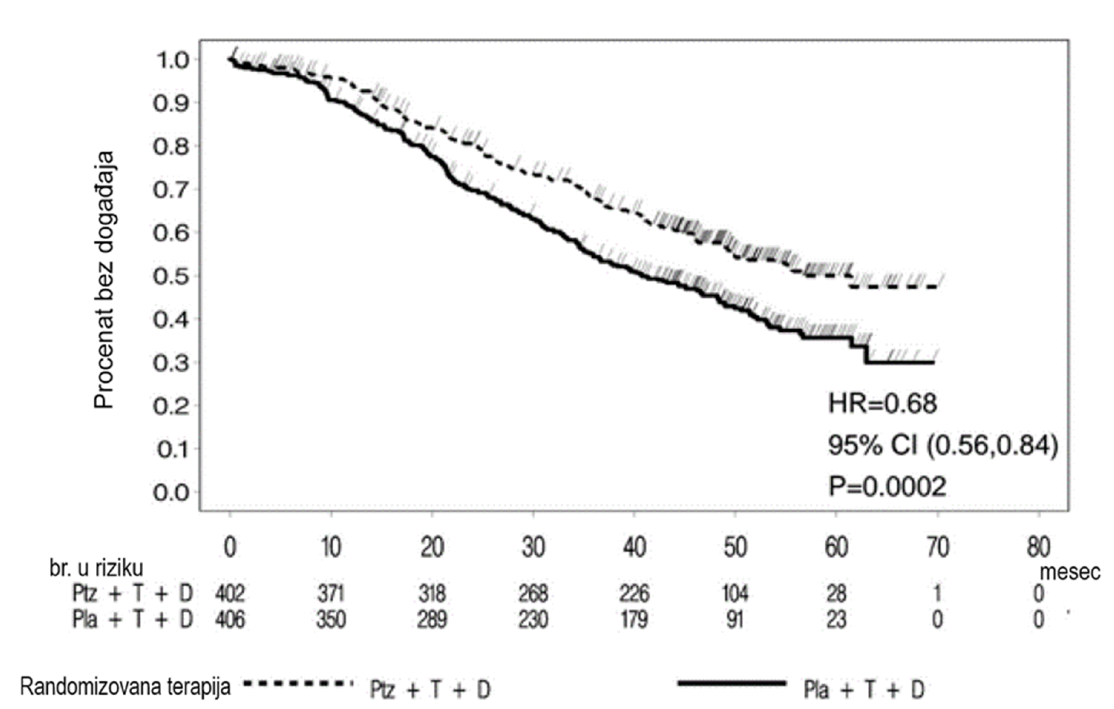 Procenat bez događaja
1.0
0.9
0.8
0.7
0.6
0.5
0.4
0.3
0.2
0.1
0.0
HR=0.68
95% CI (0.56,0.84)
P=0.0002
0 10 20 30 40 50 60 70 80
br. u riziku
mesec
Ptz + T + D 402 371 318 268 226 104 28 1 0
Pla + T + D 406 350 289 230 179 91 23 0 0
Randomizovana terapija Ptz + T + D Pla + T + D